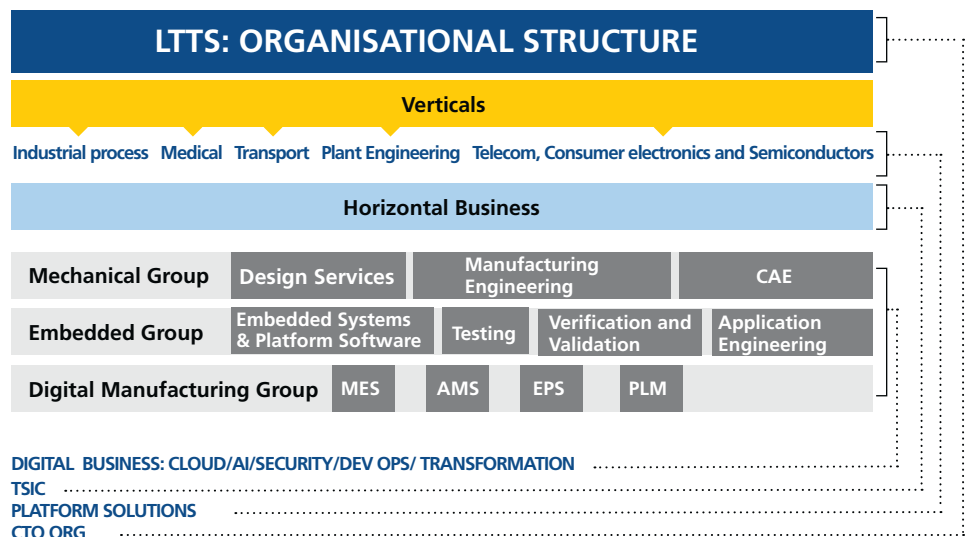 LTTS: ORGANISATIONAL STRUCTURE
Verticals
Industrial process Medical Transport Plant Engineering Telecom, Consumer electronics and Semiconductors
Horizontal Business
Mechanical Group
Design Services
Manufacturing
Engineering
CAE
Embedded Group
Embedded Systems
& Platform Software
Testing
Verification and
Validation
Application
Engineering
Digital Manufacturing Group
MES
AMS
EPS
PLM
DIGITAL BUSINESS: CLOUD/AI/SECURITY/DEV OPS/ TRANSFORMATION
TSIC
PLATFORM SOLUTIONS
CTO ORG